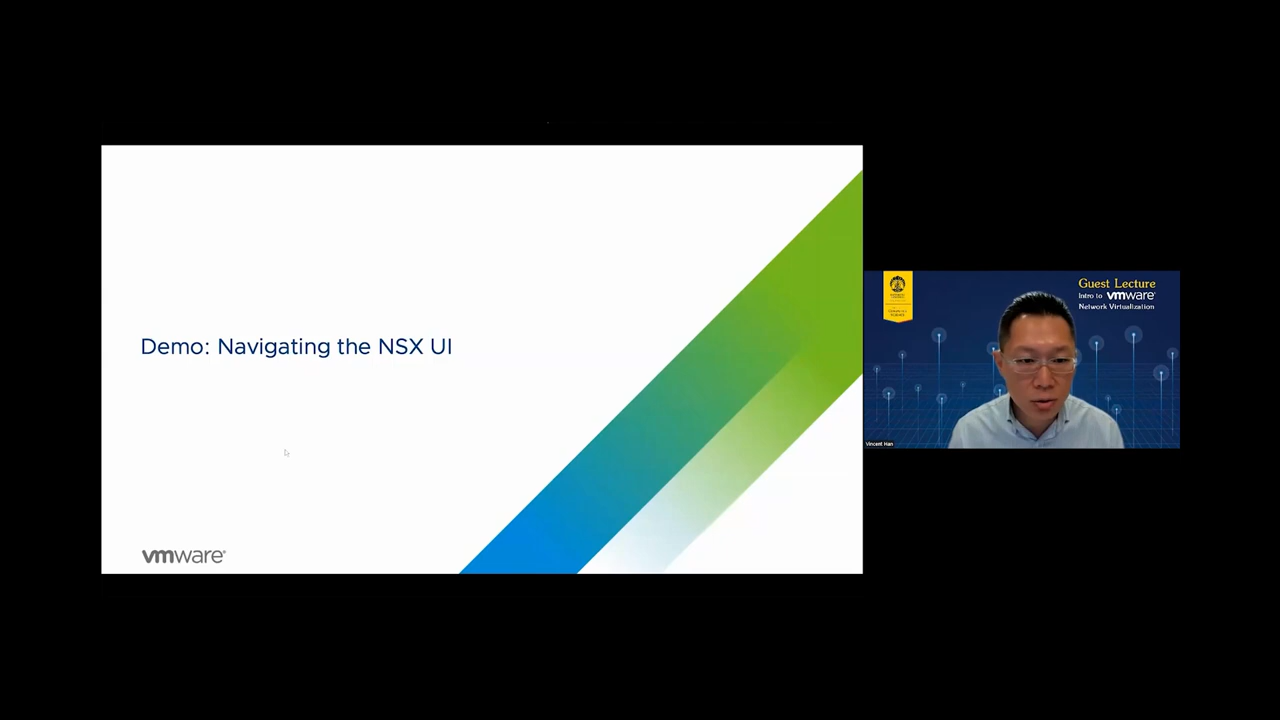 Demo: Navigating the NSX UI
vmware®
Guest Lecture
Intro to vmware®
Network Virtualization
Vincent Han